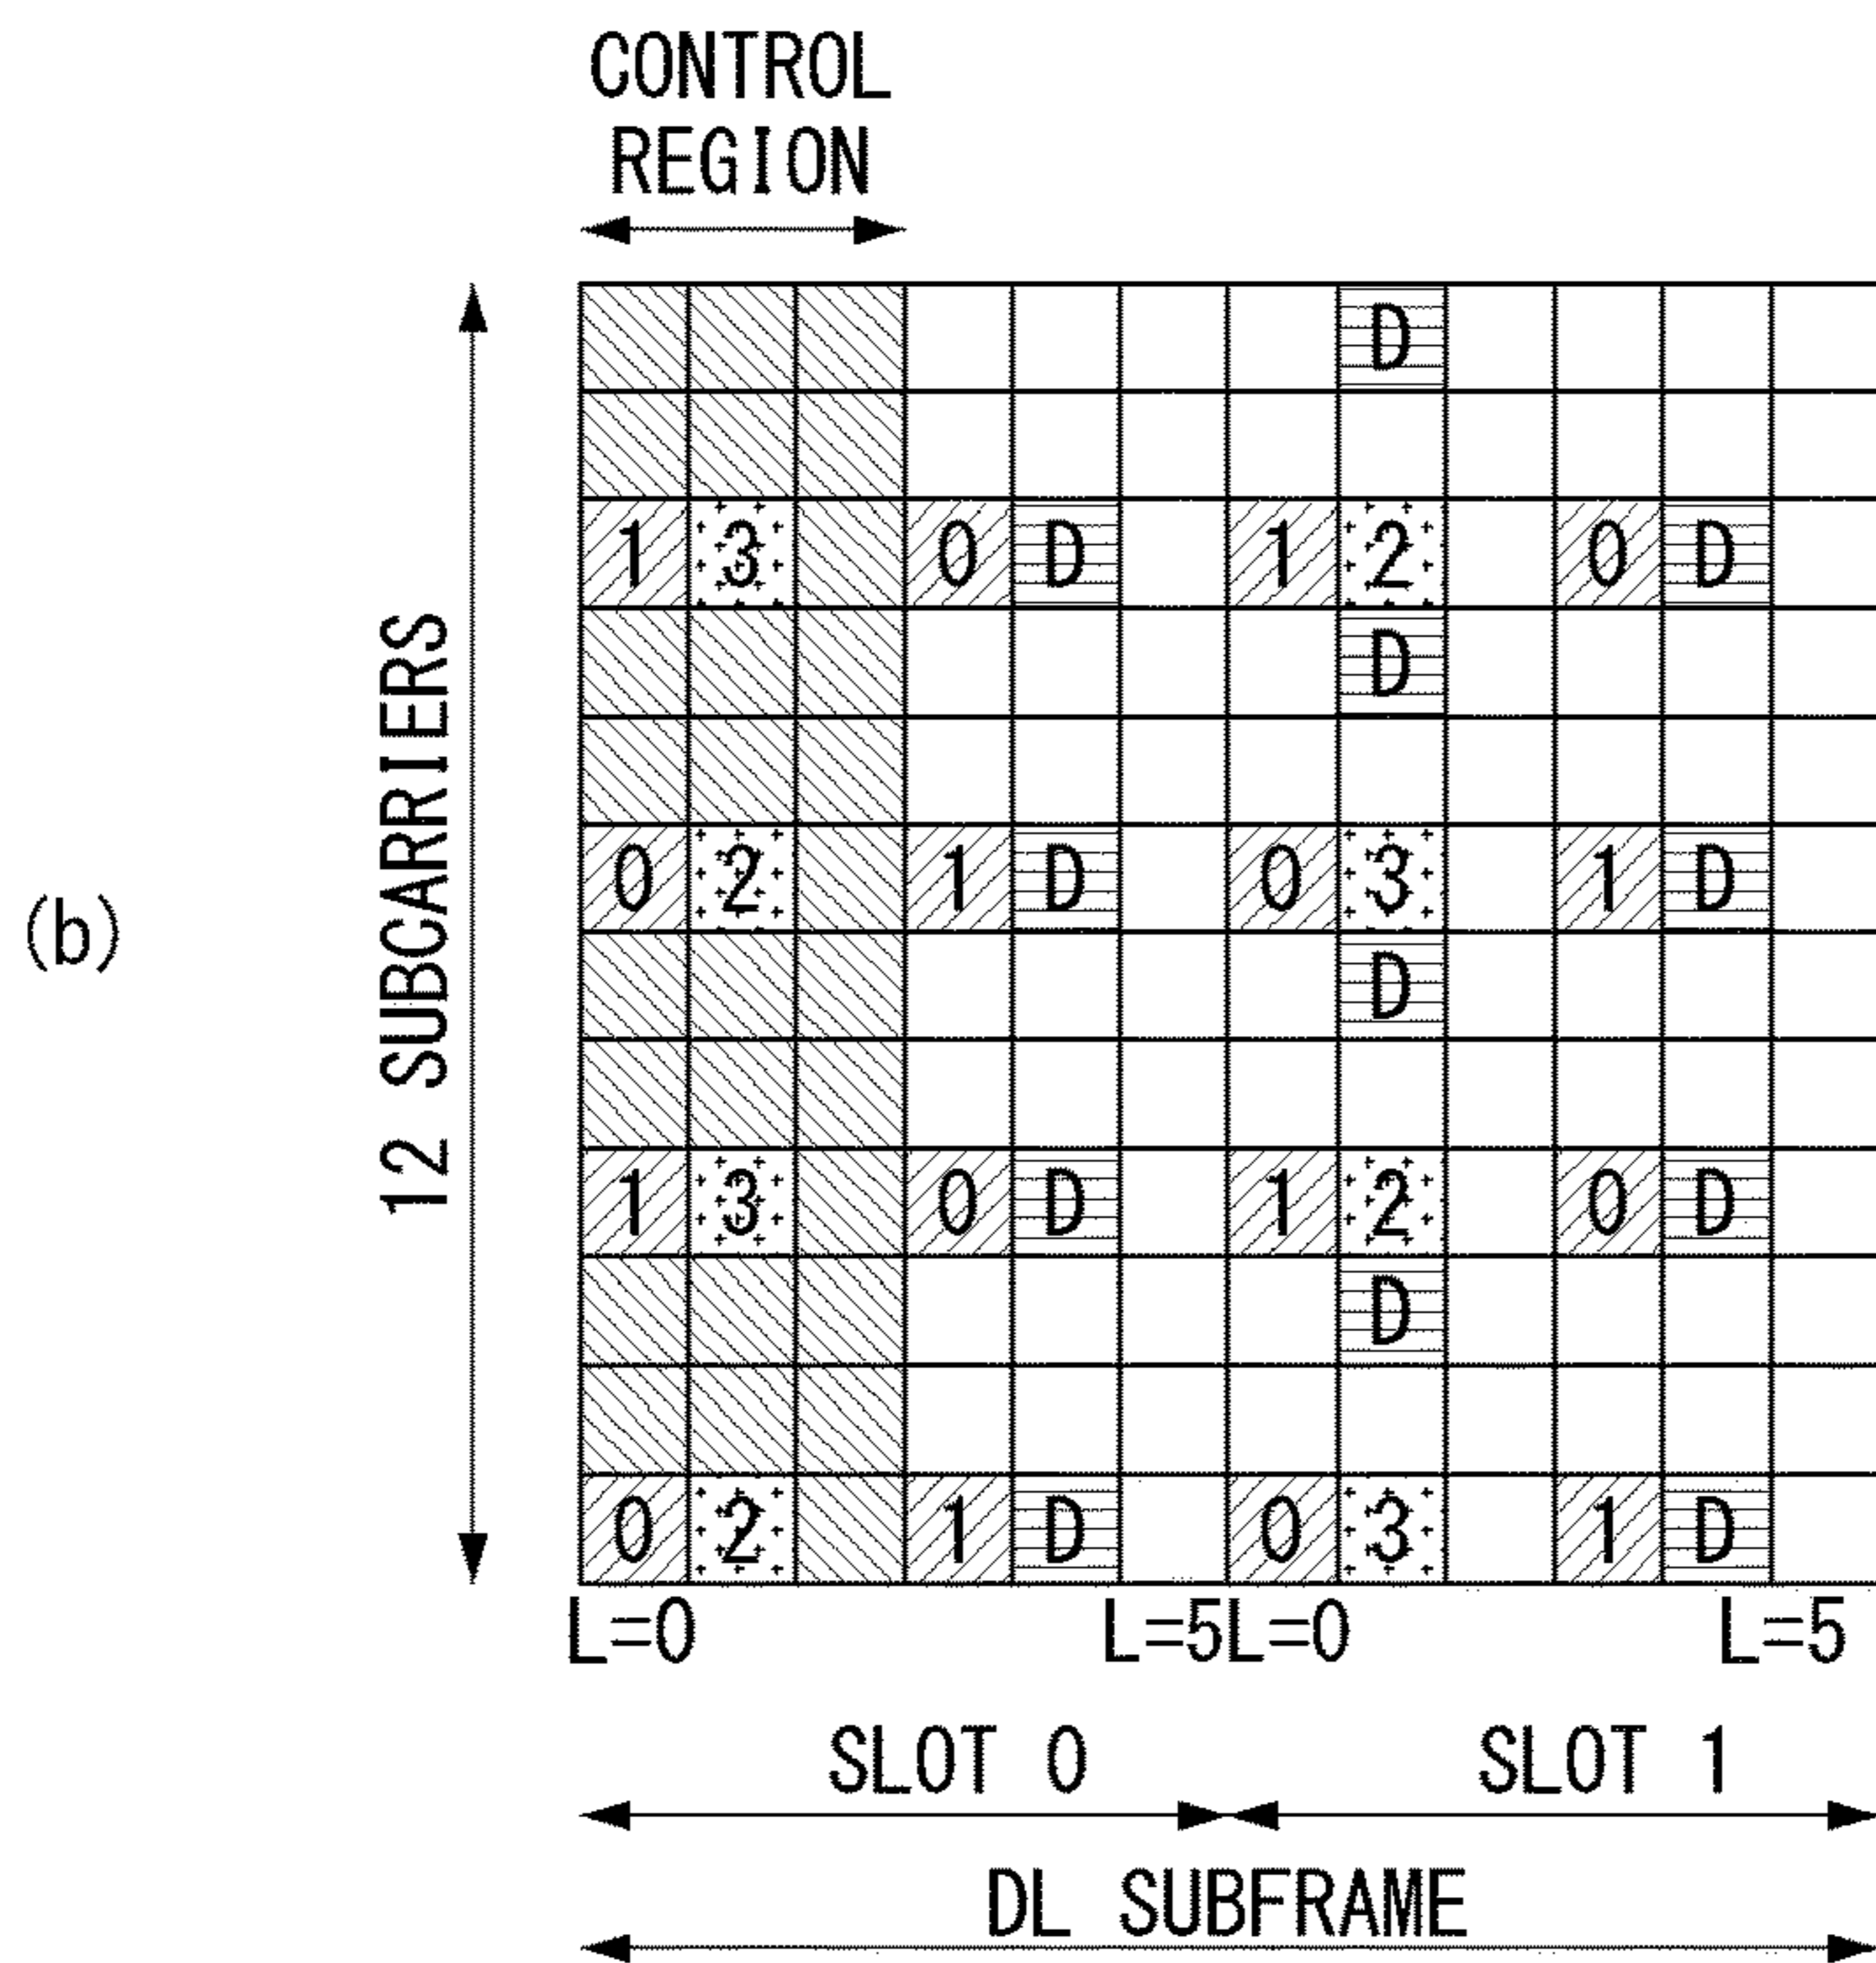 CONTROL
REGION
D
1 3 0 D 1 2 0 D
D
(b)
12 SUBCARRIERS
0 2 1 D 0 3 1 D
D
1 3 0 D 1 2 0 D
D
0 2 1 D 0 3 1 D
L=0 L=5 L=0 L=5
SLOT 0 SLOT 1
DL SUBFRAME